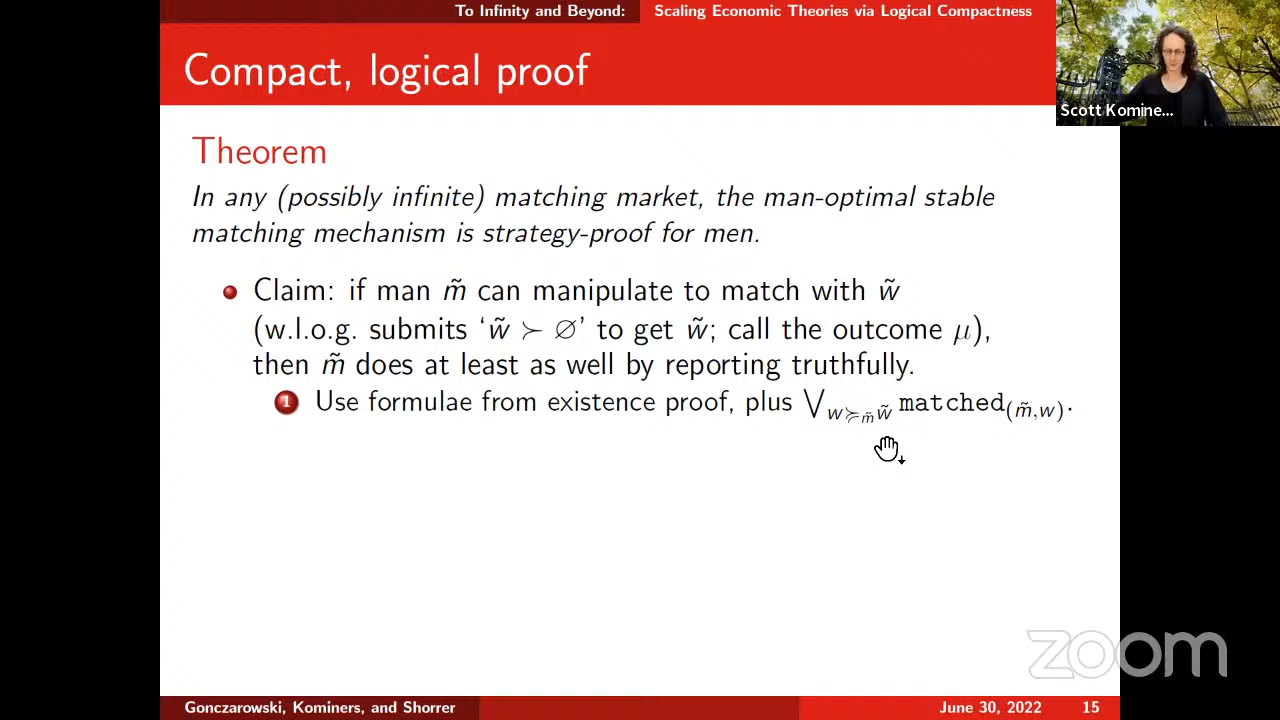 To Infinity and Beyond: Scaling Economic Theories via Logical Compactness
Compact, logical proof
Scott Komine...
Theorem
In any (possibly infinite) matching market, the man-optimal stable
matching mechanism is strategy-proof for men.
Claim: if man m̃ can manipulate to match with w̃
(w.l.o.g. submits ‘w̃ ≻ ∅’ to get w̃; call the outcome μ),
then m̃ does at least as well by reporting truthfully.
1 Use formulae from existence proof, plus ⋁_{w ≽_{m̃} w̃} matched_{(m̃,w)}.
zoom
Gonczarowski, Kominers, and Shorrer June 30, 2022 15